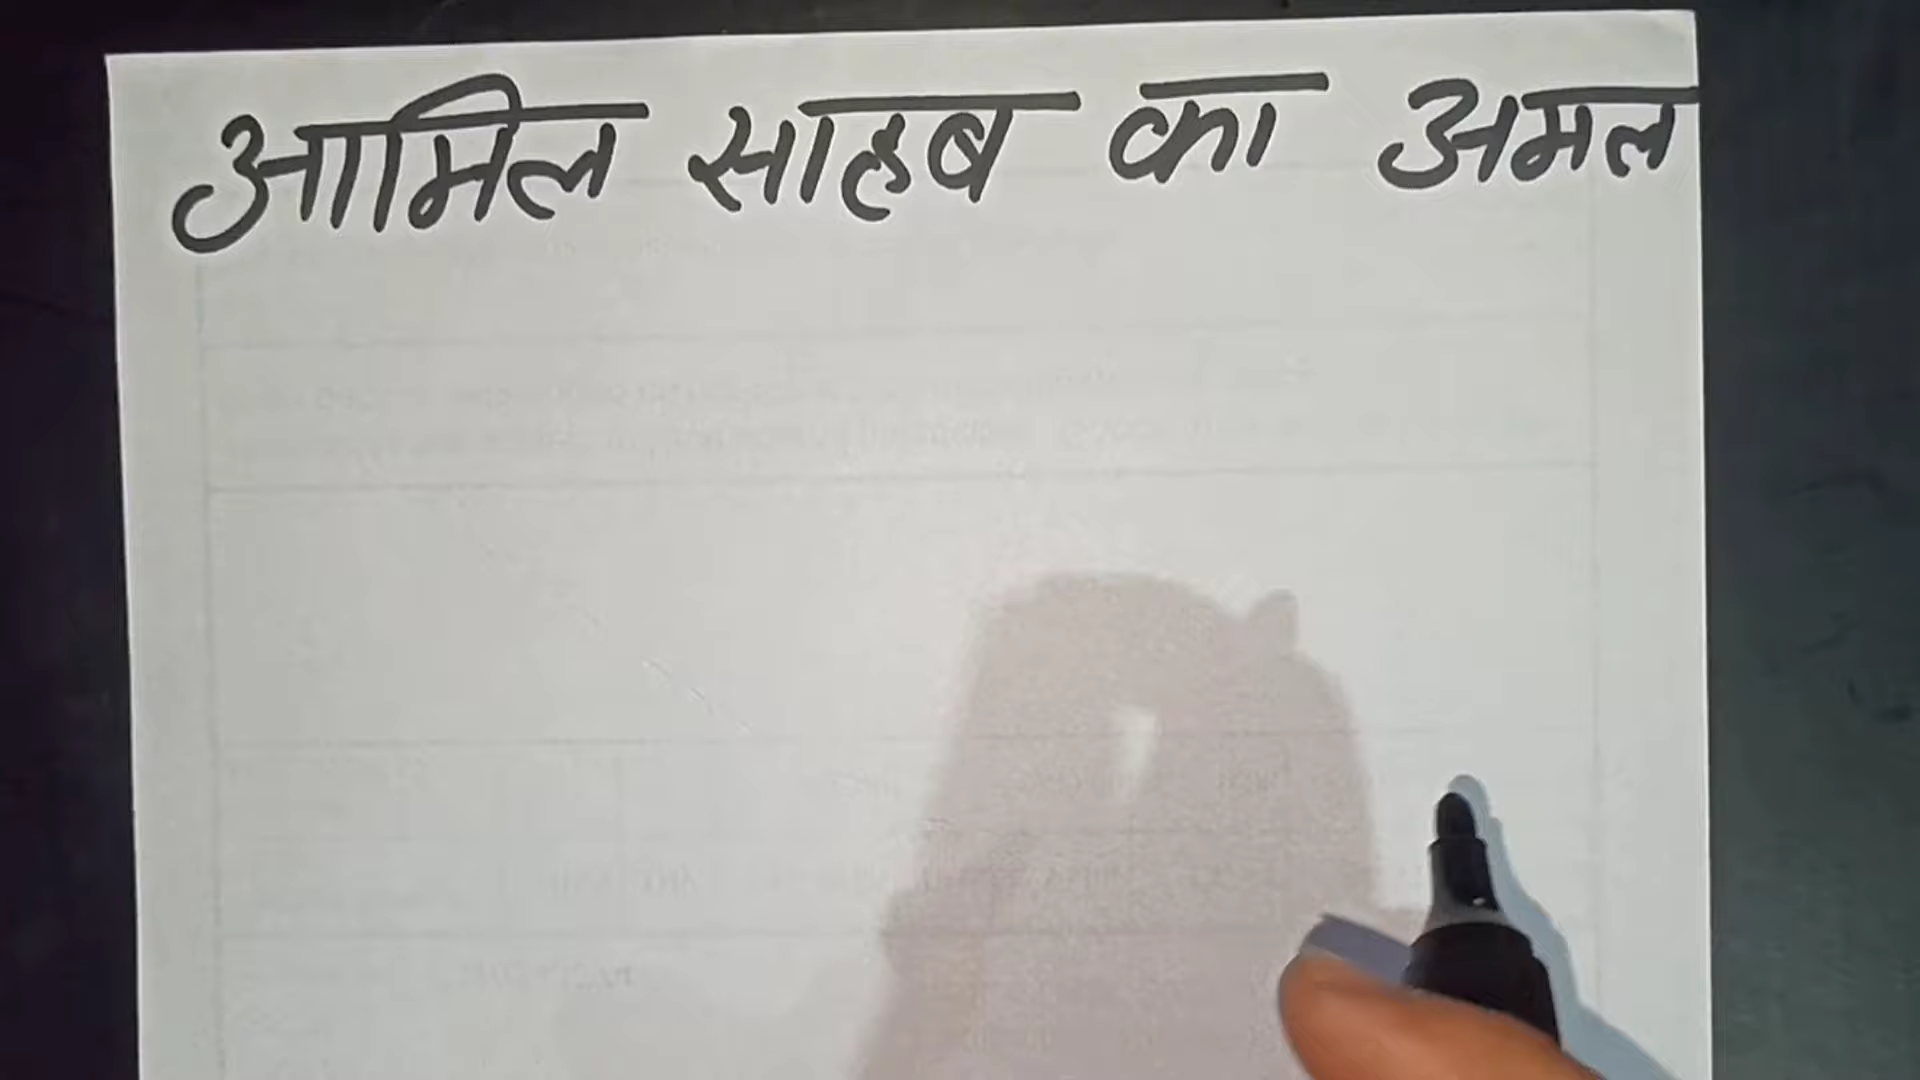 आमिल साहब का अमल